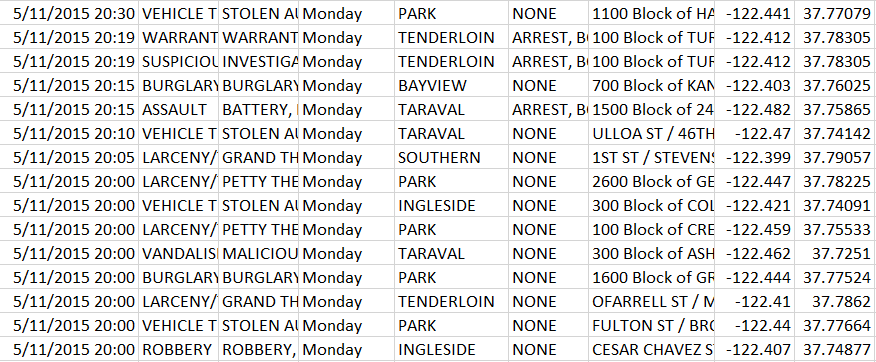 5/11/2015 20:30 VEHICLE T STOLEN AU Monday PARK NONE 1100 Block of HA -122.441 37.77079
5/11/2015 20:19 WARRANT WARRANT Monday TENDERLOIN ARREST, BO 100 Block of TUR -122.412 37.78305
5/11/2015 20:19 SUSPICIOU INVESTIGA Monday TENDERLOIN ARREST, BO 100 Block of TUR -122.412 37.78305
5/11/2015 20:15 BURGLARY BURGLARY Monday BAYVIEW NONE 700 Block of KAN -122.403 37.76025
5/11/2015 20:15 ASSAULT BATTERY, Monday TARAVAL ARREST, BO 1500 Block of 24 -122.482 37.75865
5/11/2015 20:10 VEHICLE T STOLEN AU Monday TARAVAL NONE ULLOA ST / 46TH -122.47 37.74142
5/11/2015 20:05 LARCENY/ GRAND TH Monday SOUTHERN NONE 1ST ST / STEVENS -122.399 37.79057
5/11/2015 20:00 LARCENY/ PETTY THE Monday PARK NONE 2600 Block of GE -122.447 37.78225
5/11/2015 20:00 VEHICLE T STOLEN AU Monday INGLESIDE NONE 300 Block of COL -122.421 37.74091
5/11/2015 20:00 LARCENY/ PETTY THE Monday PARK NONE 100 Block of CRE -122.459 37.75533
5/11/2015 20:00 VANDALIS MALICIOU Monday TARAVAL NONE 300 Block of ASH -122.462 37.7251
5/11/2015 20:00 BURGLARY BURGLARY Monday PARK NONE 1600 Block of GR -122.444 37.77524
5/11/2015 20:00 LARCENY/ GRAND TH Monday TENDERLOIN NONE OFARRELL ST / M -122.41 37.7862
5/11/2015 20:00 VEHICLE T STOLEN AU Monday PARK NONE FULTON ST / BRO -122.44 37.77664
5/11/2015 20:00 ROBBERY ROBBERY, Monday INGLESIDE NONE CESAR CHAVEZ S -122.407 37.74877